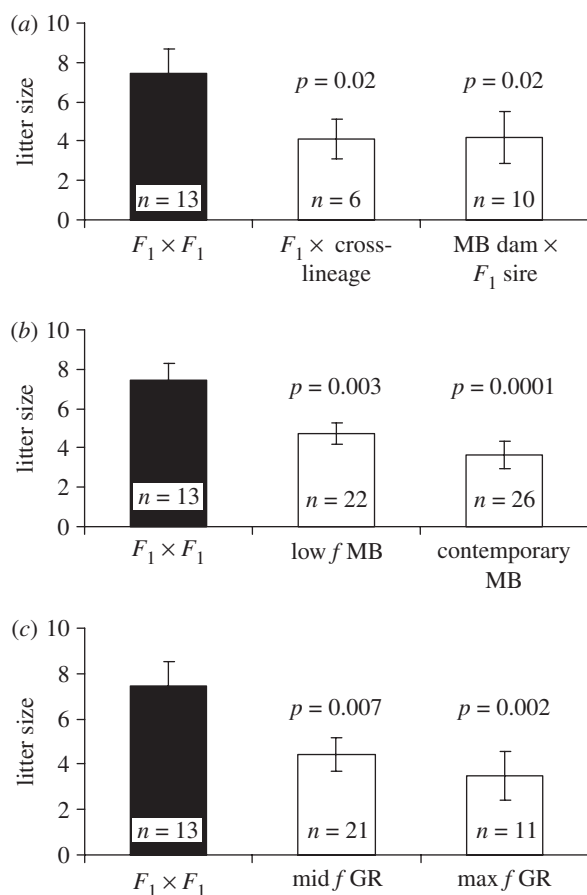 (a) 10
8
6
4
2
0
litter size
p = 0.02 p = 0.02
n = 13 n = 6 n = 10
F₁ × F₁ F₁ × cross- MB dam ×
lineage F₁ sire
(b) 10
8
6
4
2
0
litter size
p = 0.003 p = 0.0001
n = 13 n = 22 n = 26
F₁ × F₁ low f MB contemporary
MB
(c) 10
8
6
4
2
0
litter size
p = 0.007 p = 0.002
n = 13 n = 21 n = 11
F₁ × F₁ mid f GR max f GR